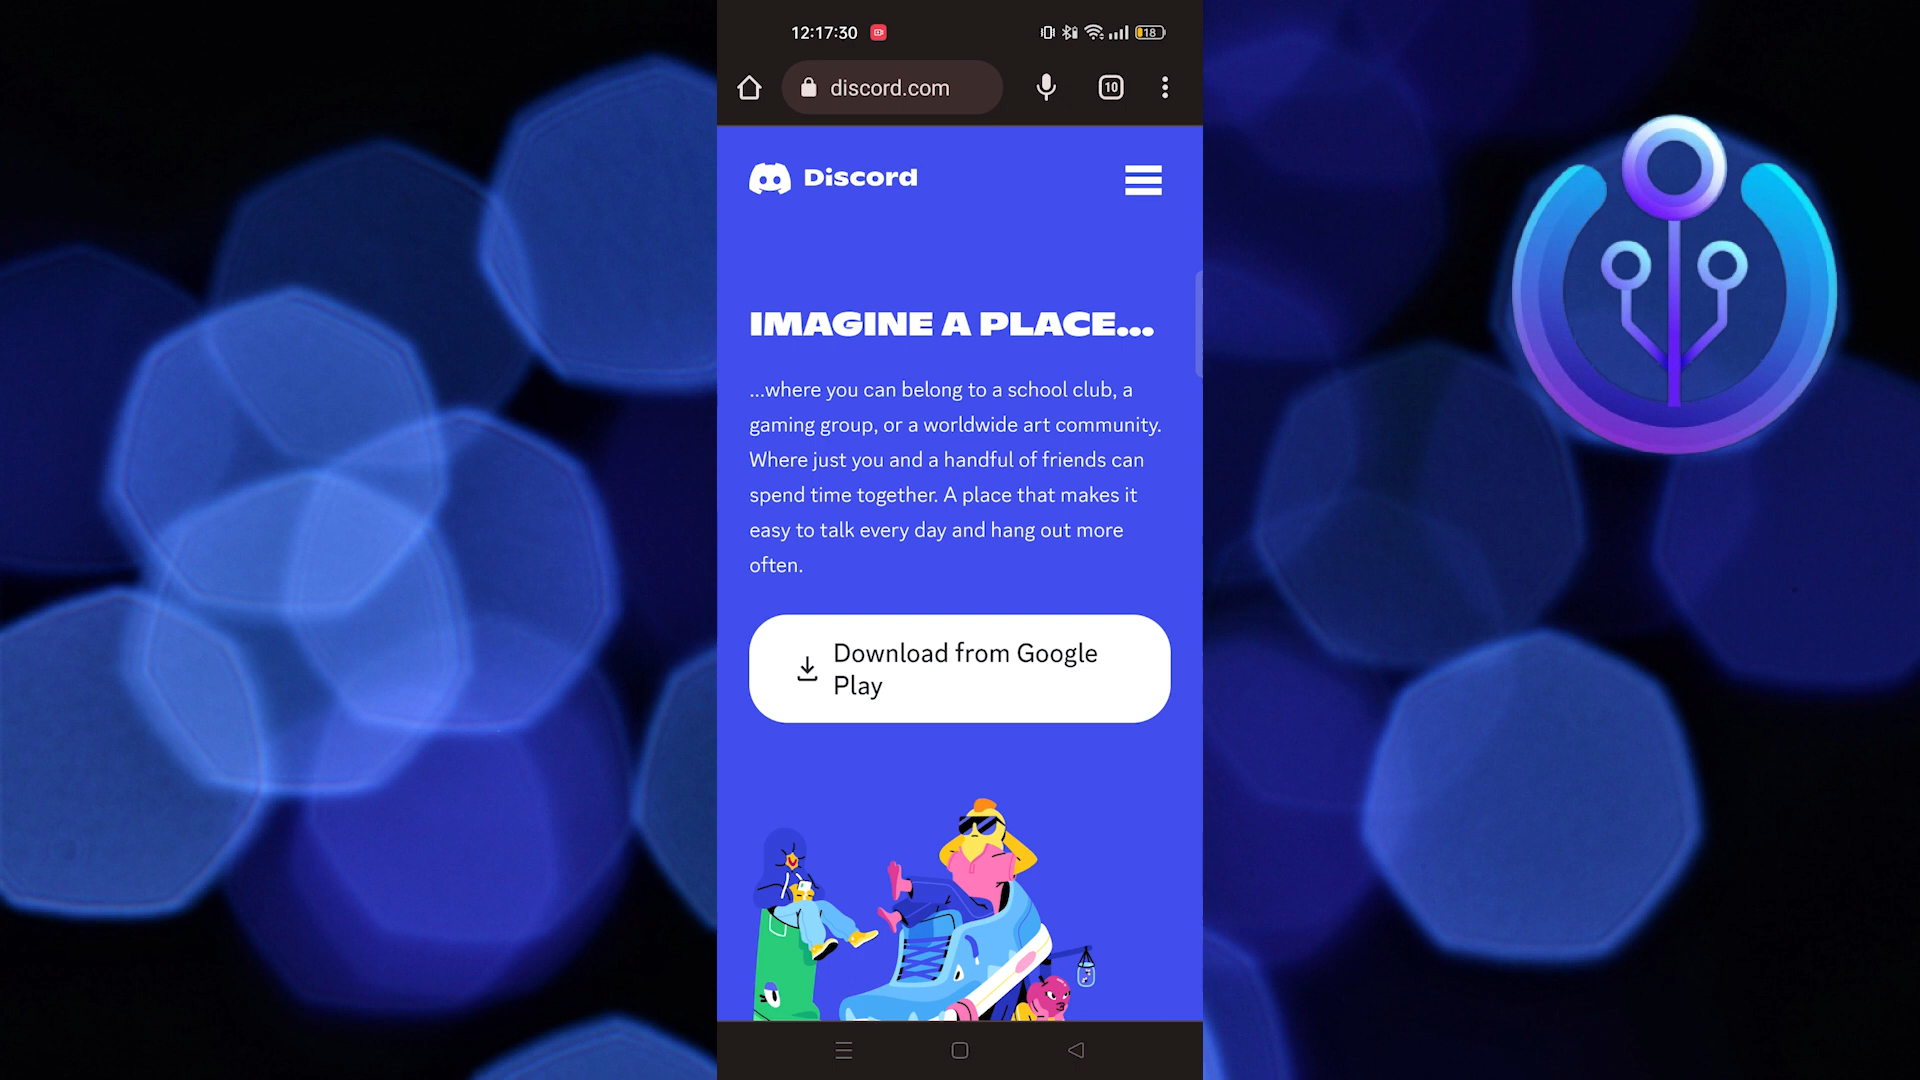 12:17:30
18
discord.com
10
Discord
IMAGINE A PLACE...
...where you can belong to a school club, a
gaming group, or a worldwide art community.
Where just you and a handful of friends can
spend time together. A place that makes it
easy to talk every day and hang out more
often.
Download from Google
Play